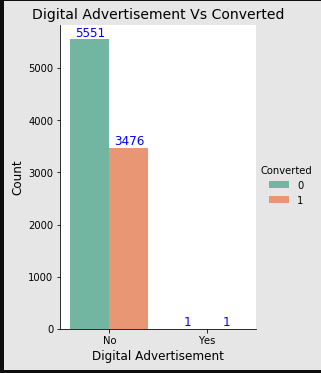 Digital Advertisement Vs Converted
5551
5000
4000
3476
3000
2000
1000
0
1
1
No
Yes
Count
Digital Advertisement
Converted
0
1